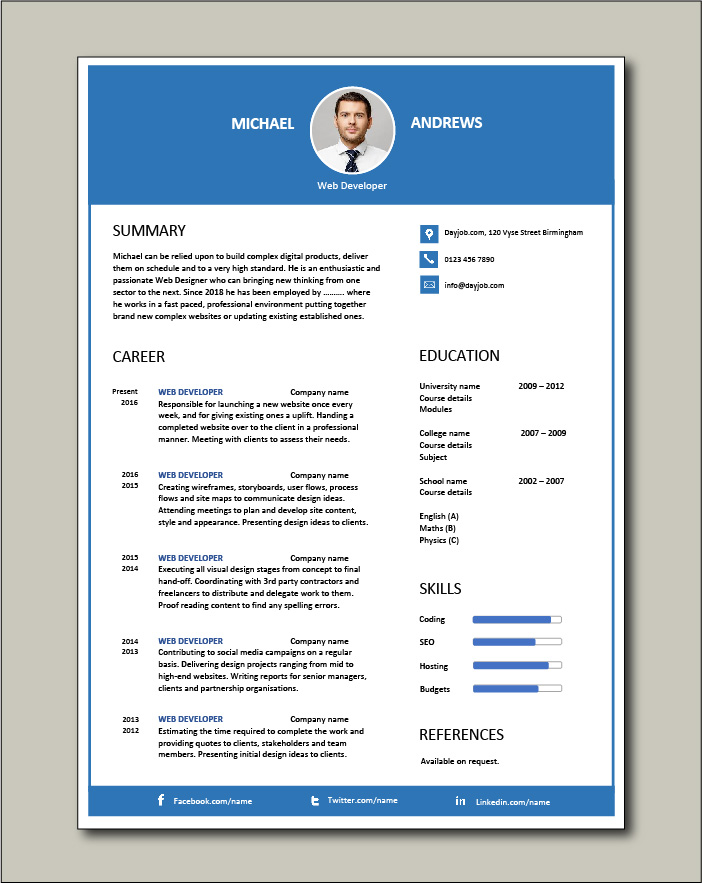 MICHAEL ANDREWS
Web Developer
SUMMARY
Michael can be relied upon to build complex digital products, deliver
them on schedule and to a very high standard. He is an enthusiastic and
passionate Web Designer who can bringing new thinking from one
sector to the next. Since 2018 he has been employed by .......... where
he works in a fast paced, professional environment putting together
brand new complex websites or updating existing established ones.
Dayjob.com, 120 Vyse Street Birmingham
0123 456 7890
info@dayjob.com
CAREER
Present
2016
WEB DEVELOPER Company name
Responsible for launching a new website once every
week, and for giving existing ones a uplift. Handing a
completed website over to the client in a professional
manner. Meeting with clients to assess their needs.
2016
2015
WEB DEVELOPER Company name
Creating wireframes, storyboards, user flows, process
flows and site maps to communicate design ideas.
Attending meetings to plan and develop site content,
style and appearance. Presenting design ideas to clients.
2015
2014
WEB DEVELOPER Company name
Executing all visual design stages from concept to final
hand-off. Coordinating with 3rd party contractors and
freelancers to distribute and delegate work to them.
Proof reading content to find any spelling errors.
2014
2013
WEB DEVELOPER Company name
Contributing to social media campaigns on a regular
basis. Delivering design projects ranging from mid to
high-end websites. Writing reports for senior managers,
clients and partnership organisations.
2013
2012
WEB DEVELOPER Company name
Estimating the time required to complete the work and
providing quotes to clients, stakeholders and team
members. Presenting initial design ideas to clients.
EDUCATION
University name 2009 – 2012
Course details
Modules
College name 2007 – 2009
Course details
Subject
School name 2002 – 2007
Course details
English (A)
Maths (B)
Physics (C)
SKILLS
Coding
SEO
Hosting
Budgets
REFERENCES
Available on request.
Facebook.com/name
Twitter.com/name
Linkedin.com/name